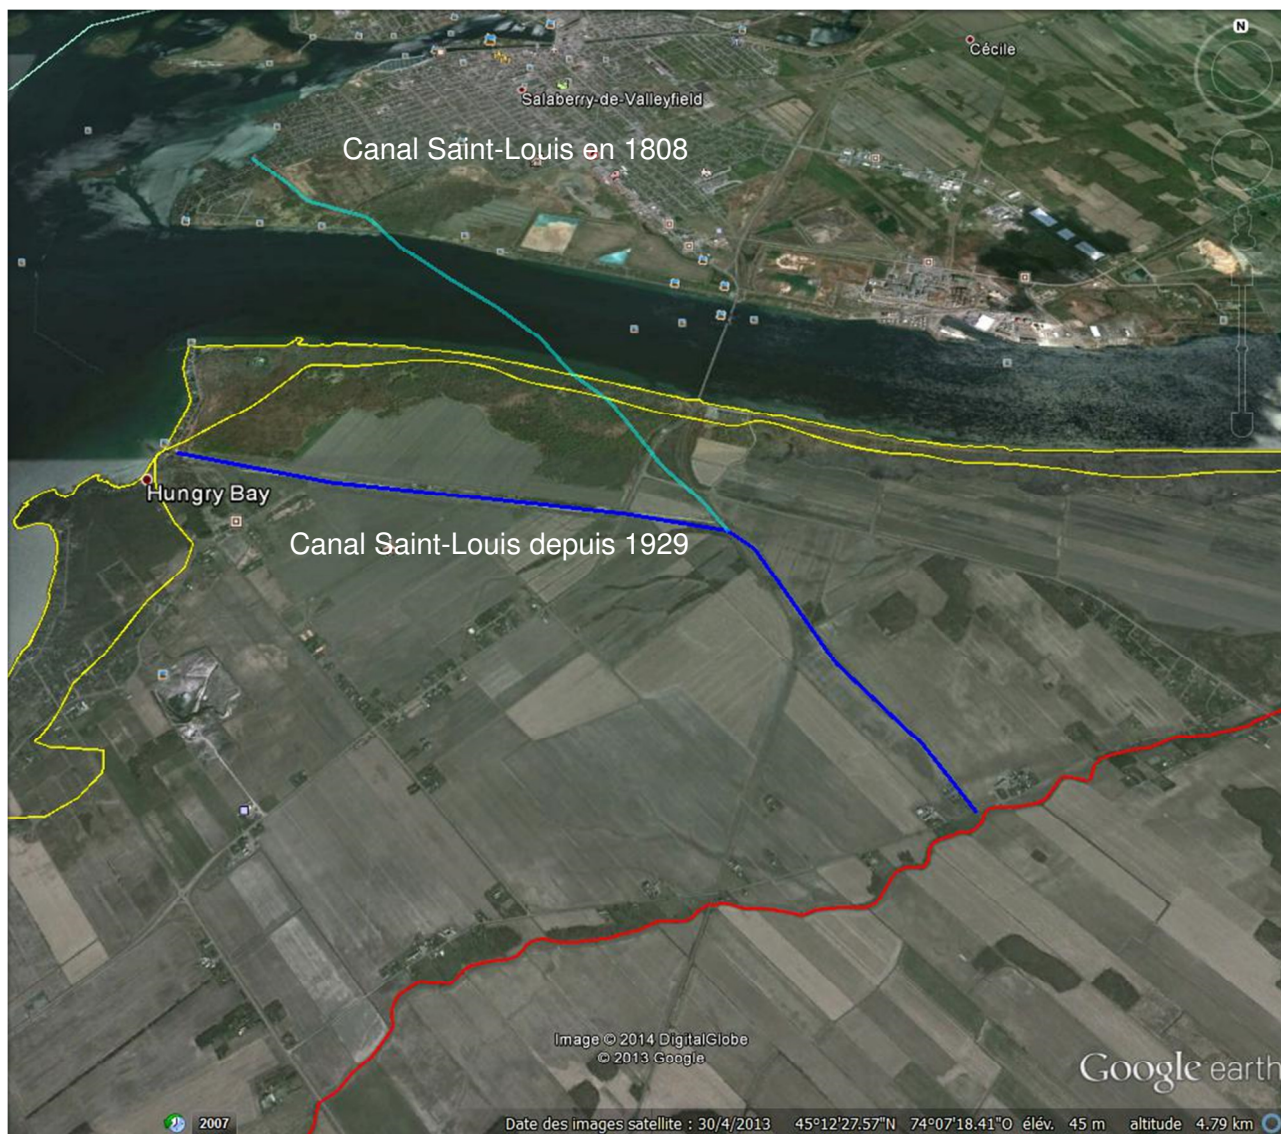 N
Cécile
Salaberry-de-Valleyfield
Canal Saint-Louis en 1808
Hungry Bay
Canal Saint-Louis depuis 1929
Image © 2014 DigitalGlobe
© 2013 Google
Google earth
2007
Date des images satellite : 30/4/2013 45°12'27.57"N 74°07'18.41"O élév. 45 m altitude 4.79 km